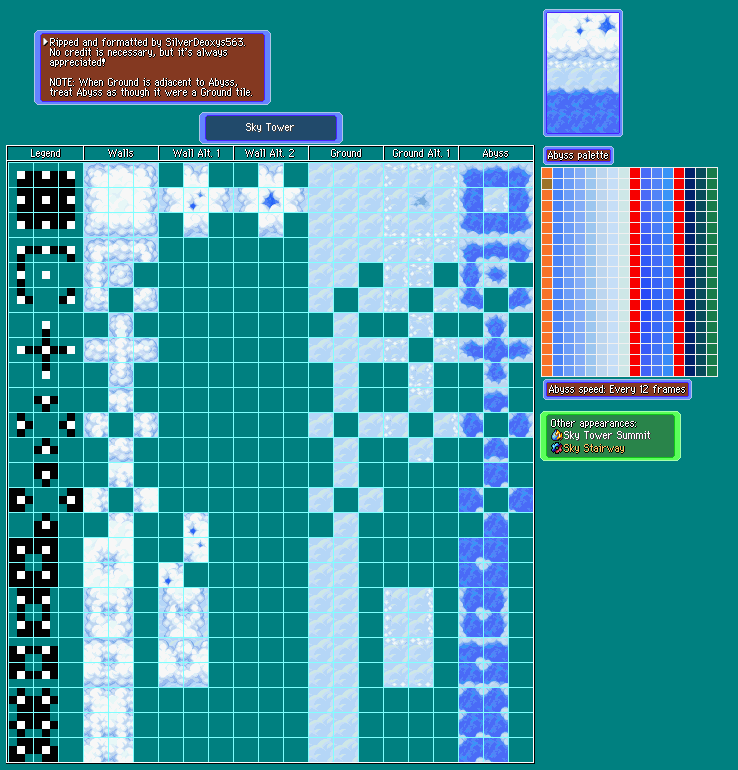 Ripped and formatted by SilverDeoxys563.
No credit is necessary, but it's always
appreciated!
NOTE: When Ground is adjacent to Abyss,
treat Abyss as though it were a Ground tile.
Sky Tower
Legend Walls Wall Alt. 1 Wall Alt. 2 Ground Ground Alt. 1 Abyss
Abyss palette
Abyss speed: Every 12 frames
Other appearances:
Sky Tower Summit
Sky Stairway